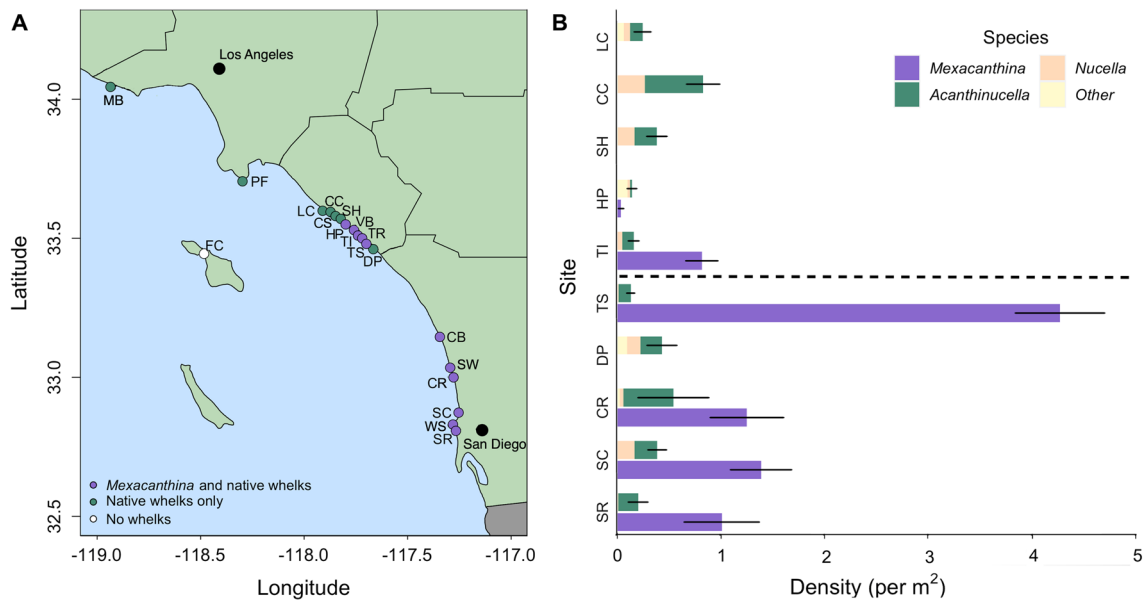 A
Los Angeles
MB
PF
LC
CC
CS
SH
HP
VB
TI
TR
TS
DP
FC
CB
SW
CR
SC
WS
SR
San Diego
Mexacanthina and native whelks
Native whelks only
No whelks
Latitude
34.0
33.5
33.0
32.5
-119.0 -118.5 -118.0 -117.5 -117.0
Longitude
B
Species
Mexacanthina Nucella
Acanthinucella Other
Site
LC
CC
SH
HP
TI
TS
DP
CR
SC
SR
0 1 2 3 4 5
Density (per m²)